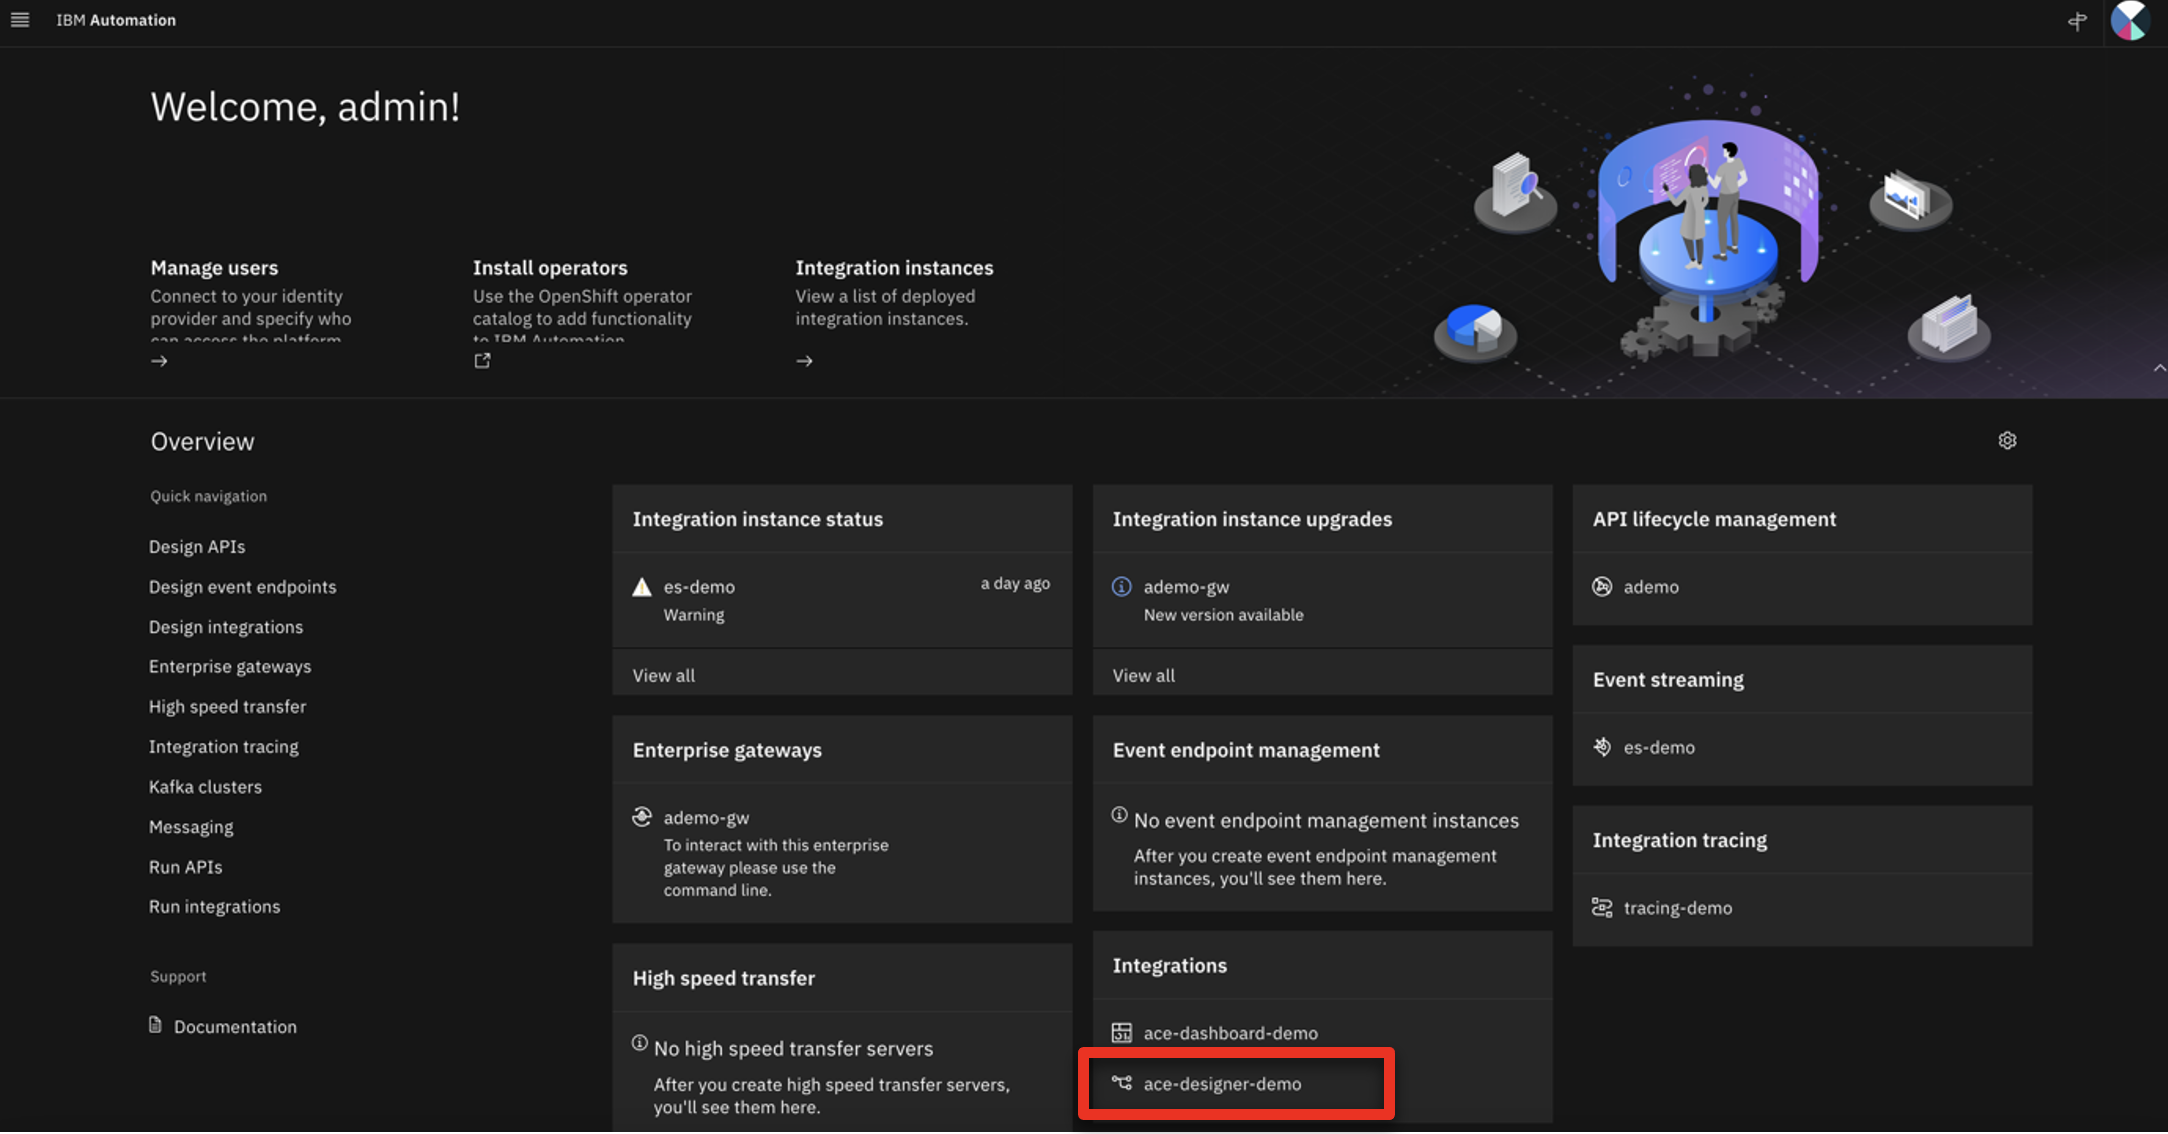 IBM Automation
Welcome, admin!
Manage users
Connect to your identity
provider and specify who
can access the platform
Install operators
Use the OpenShift operator
catalog to add functionality
to IBM Automation
Integration instances
View a list of deployed
integration instances.
Overview
Quick navigation
Design APIs
Design event endpoints
Design integrations
Enterprise gateways
High speed transfer
Integration tracing
Kafka clusters
Messaging
Run APIs
Run integrations
Support
Documentation
Integration instance status
es-demo
a day ago
Warning
View all
Enterprise gateways
ademo-gw
To interact with this enterprise
gateway please use the
command line.
High speed transfer
No high speed transfer servers
After you create high speed transfer servers,
you'll see them here.
Integration instance upgrades
ademo-gw
New version available
View all
Event endpoint management
No event endpoint management instances
After you create event endpoint management
instances, you'll see them here.
Integrations
ace-dashboard-demo
ace-designer-demo
API lifecycle management
ademo
Event streaming
es-demo
Integration tracing
tracing-demo